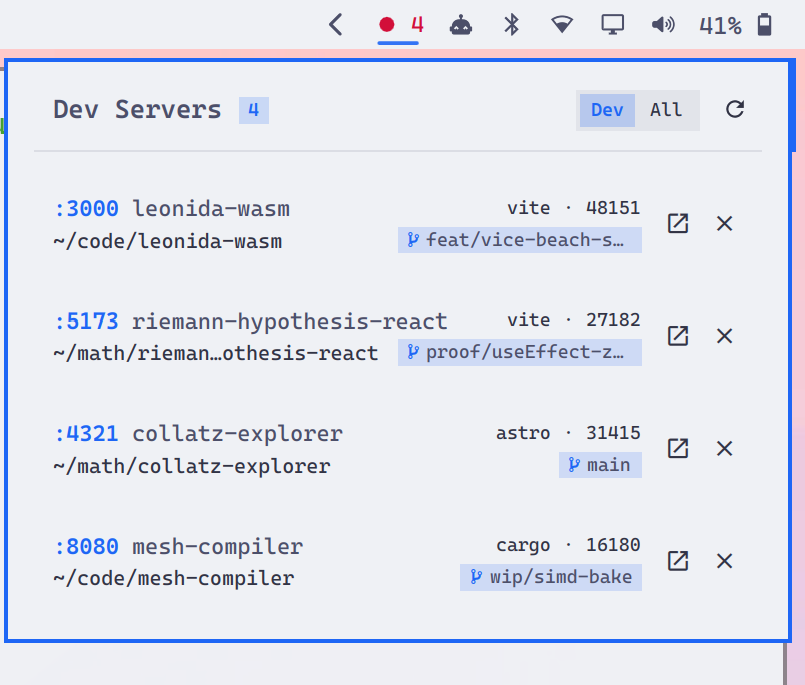 4 41%
Dev Servers 4 Dev All
:3000 leonida-wasm vite · 48151
~/code/leonida-wasm feat/vice-beach-s…
:5173 riemann-hypothesis-react vite · 27182
~/math/rieman…othesis-react proof/useEffect-z…
:4321 collatz-explorer astro · 31415
~/math/collatz-explorer main
:8080 mesh-compiler cargo · 16180
~/code/mesh-compiler wip/simd-bake